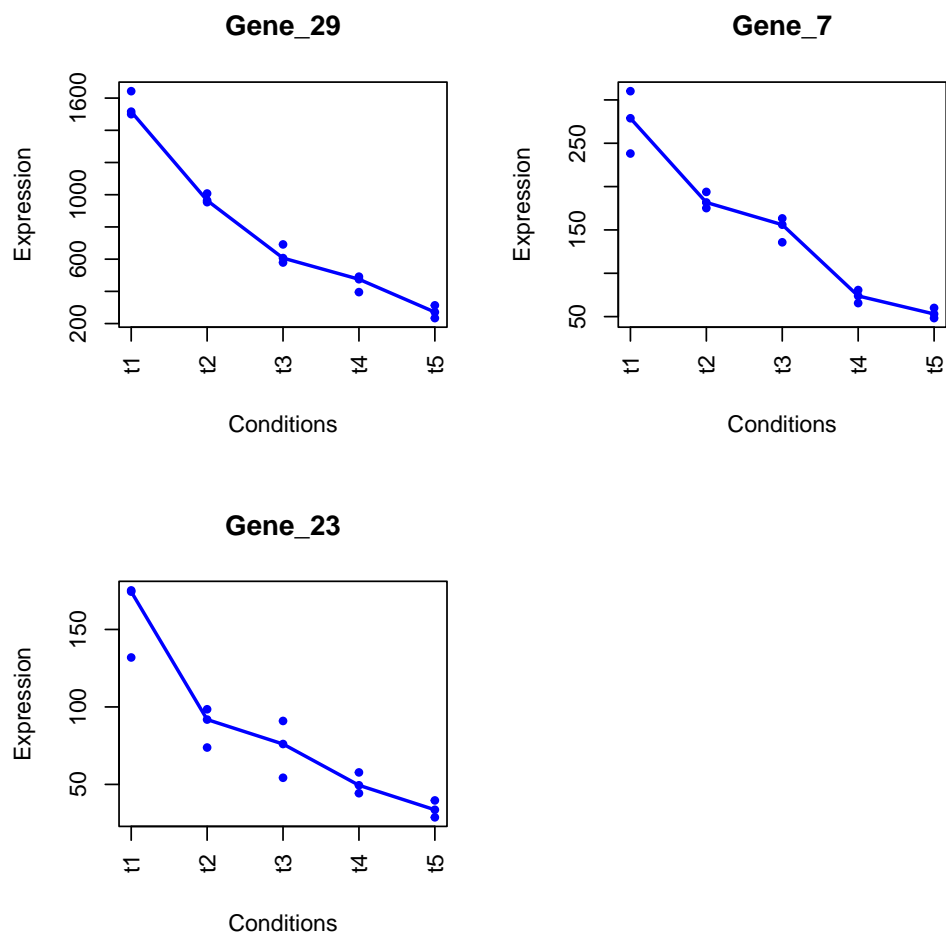 Gene_29
Expression
1600
1000
600
200
t1 t2 t3 t4 t5
Conditions
Gene_7
Expression
250
150
50
t1 t2 t3 t4 t5
Conditions
Gene_23
Expression
150
100
50
t1 t2 t3 t4 t5
Conditions